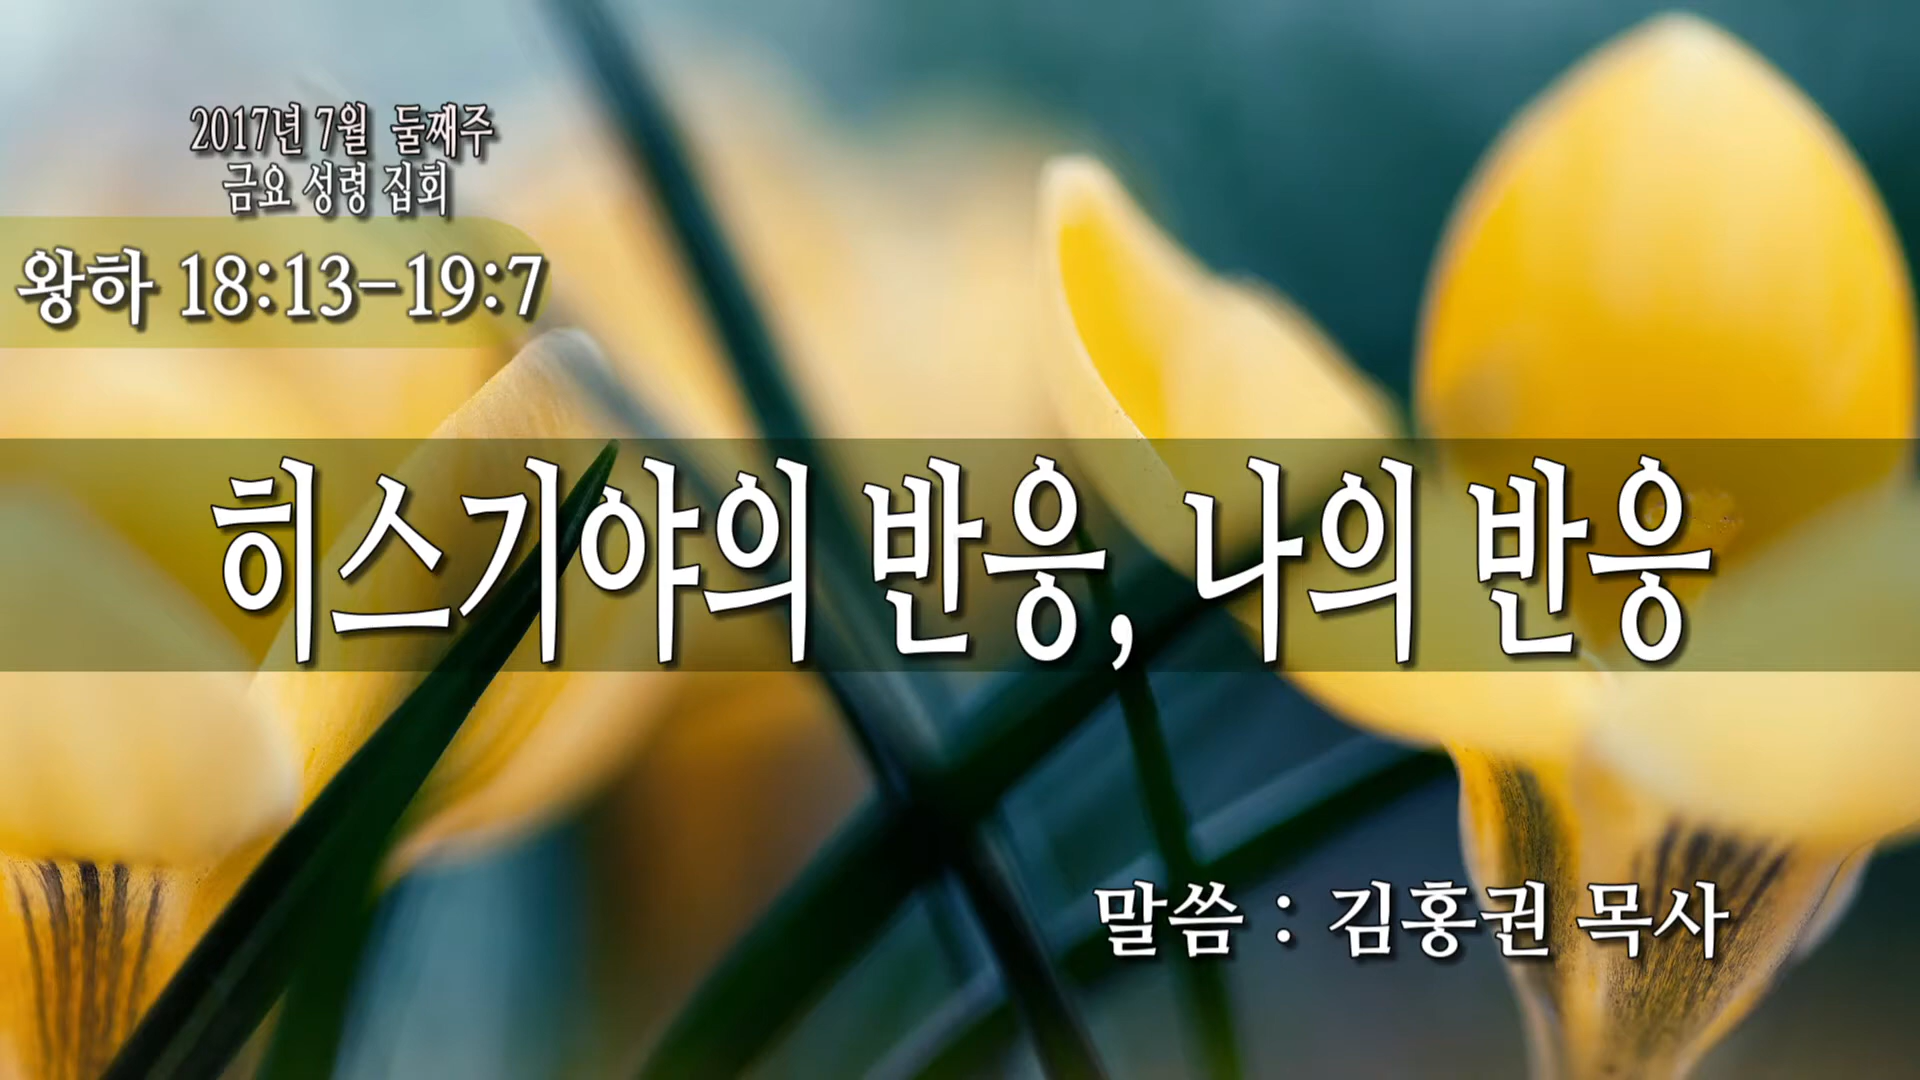 2017년 7월 둘째주
금요 성령 집회
왕하 18:13-19:7
히스기야의 반응, 나의 반응
말씀 : 김홍권 목사